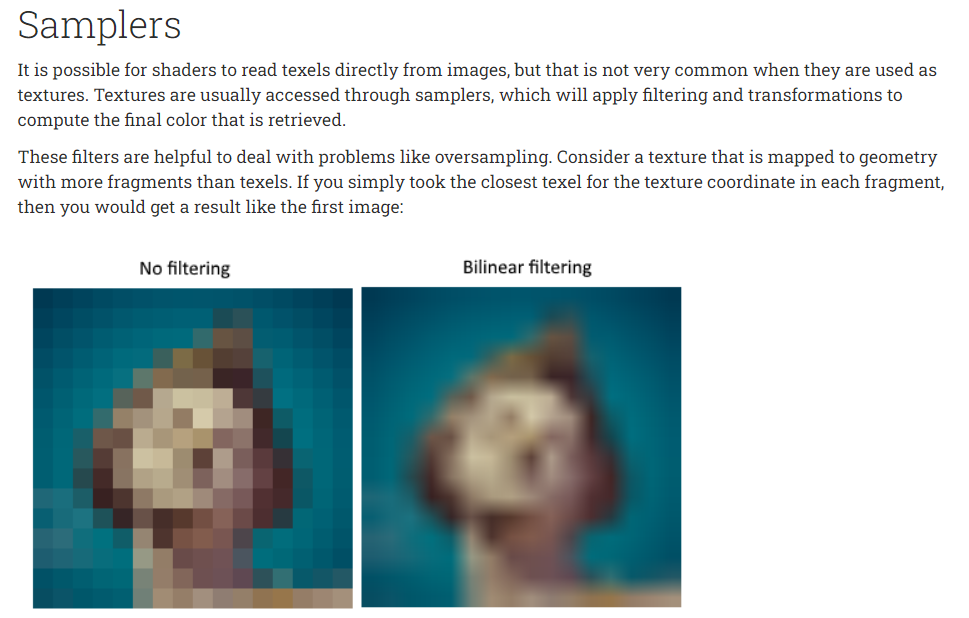 Samplers
It is possible for shaders to read texels directly from images, but that is not very common when they are used as
textures. Textures are usually accessed through samplers, which will apply filtering and transformations to
compute the final color that is retrieved.
These filters are helpful to deal with problems like oversampling. Consider a texture that is mapped to geometry
with more fragments than texels. If you simply took the closest texel for the texture coordinate in each fragment,
then you would get a result like the first image:
No filtering
Bilinear filtering